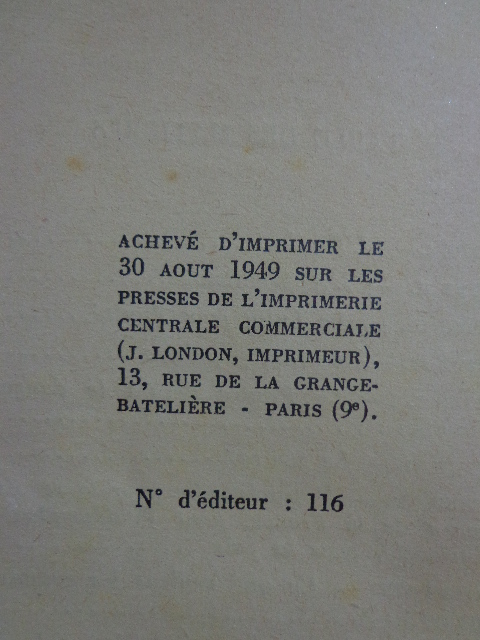 ACHEVÉ D'IMPRIMER LE
30 AOUT 1949 SUR LES
PRESSES DE L'IMPRIMERIE
CENTRALE COMMERCIALE
(J. LONDON, IMPRIMEUR),
13, RUE DE LA GRANGE-
BATELIÈRE - PARIS (9e).
N° d'éditeur : 116